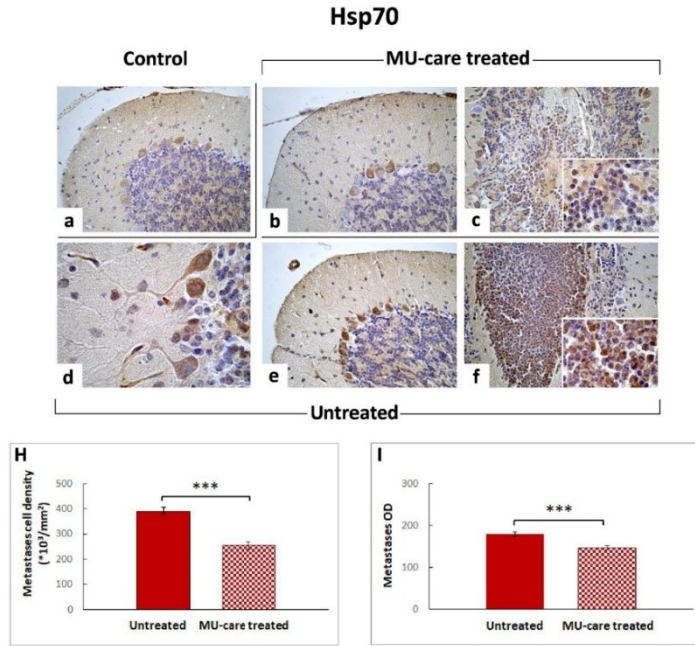 Hsp70
Control
MU-care treated
a
b
c
d
e
f
Untreated
H
Metastases cell density
(*10³/mm²)
500
400
300
200
100
0
***
Untreated
MU-care treated
I
Metastases OD
300
200
100
0
***
Untreated
MU-care treated